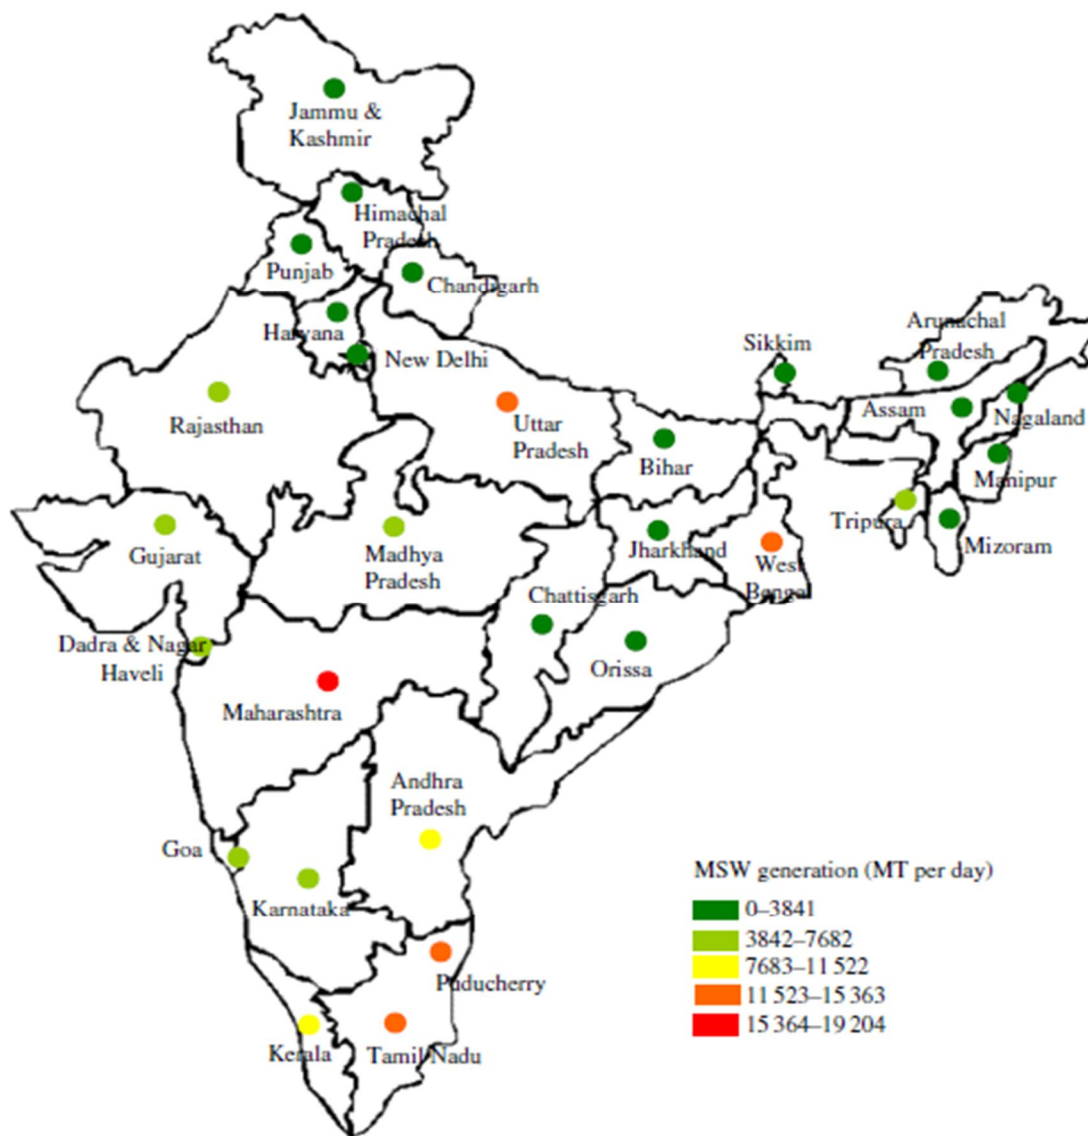 Jammu &
Kashmir
Himachal
Pradesh
Punjab
Chandigarh
Haryana
New Delhi
Sikkim
Arunachal
Pradesh
Rajasthan
Uttar
Pradesh
Bihar
Assam
Nagaland
Manipur
Tripura
Mizoram
Gujarat
Madhya
Pradesh
Jharkhand
West
Bengal
Chattisgarh
Dadra & Nagar
Haveli
Orissa
Maharashtra
Andhra
Pradesh
Goa
Karnataka
Puducherry
Kerala
Tamil Nadu
MSW generation (MT per day)
0–3841
3842–7682
7683–11 522
11 523–15 363
15 364–19 204